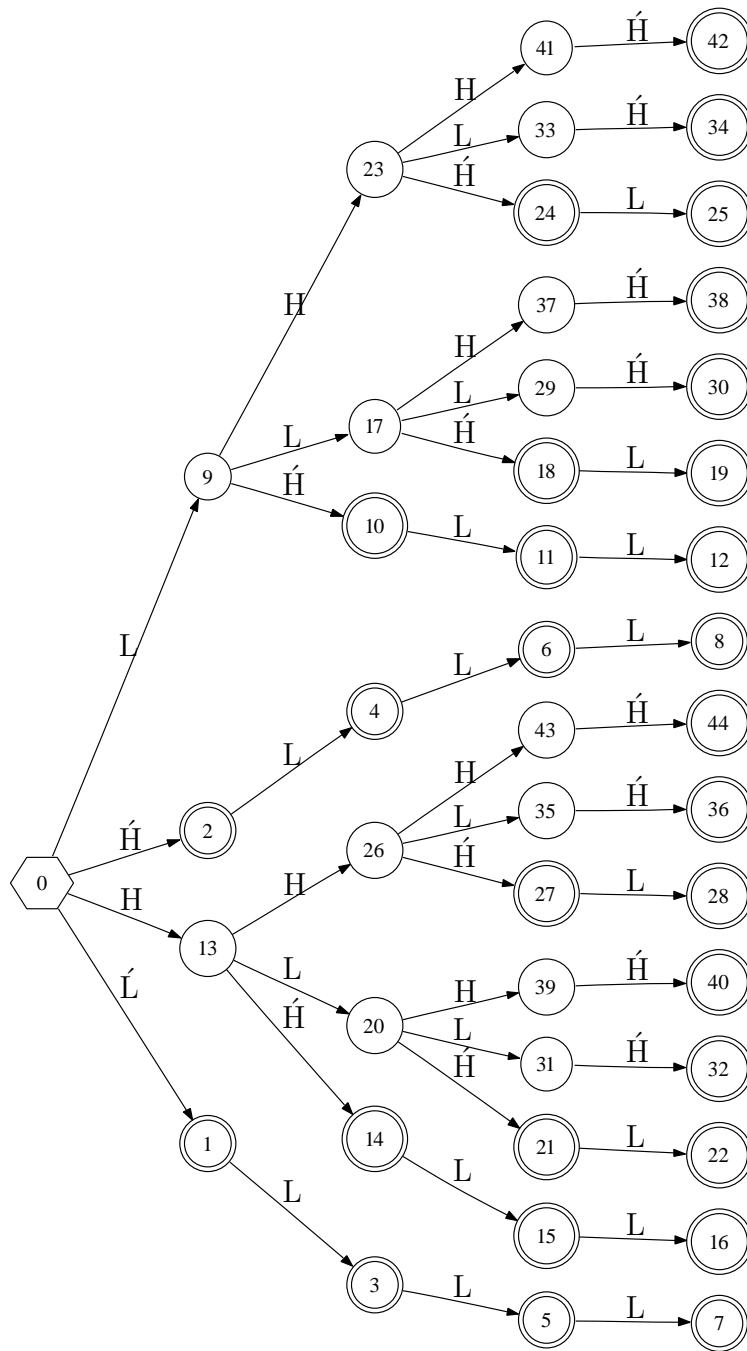 41 H́ 42
H
L 33 H́ 34
23
H́
24 L 25
37 H́ 38
H
H
L 29 H́ 30
17
L H́
9 18 L 19
H́
10 L 11 L 12
L
6 L 8
L
4
L
43 H́ 44
H
H́ 2
L 35 H́ 36
26
H́
0 H 27 L 28
H
13
L
H 39 H́ 40
Ĺ
H́ 20 L
H́ 31 H́ 32
1 14 21 L 22
L
L 15 L 16
3 L
5 L 7